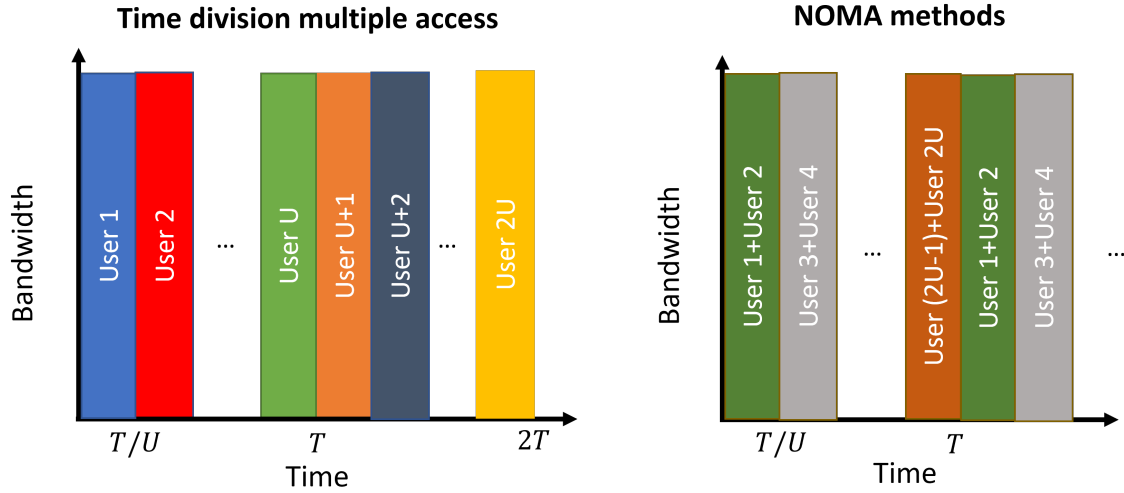 Time division multiple access
Bandwidth
User 1
User 2
...
User U
User U+1
User U+2
...
User 2U
T/U
T
2T
Time
NOMA methods
Bandwidth
User 1+User 2
User 3+User 4
...
User (2U-1)+User 2U
User 1+User 2
User 3+User 4
...
T/U
T
Time